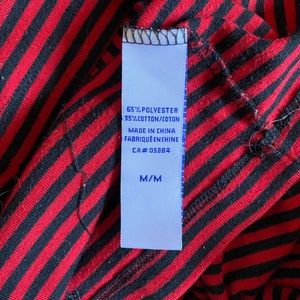 65% POLYESTER
35% COTTON/COTON
MADE IN CHINA
FABRIQUÉ EN CHINE
CA# 05884
M/M